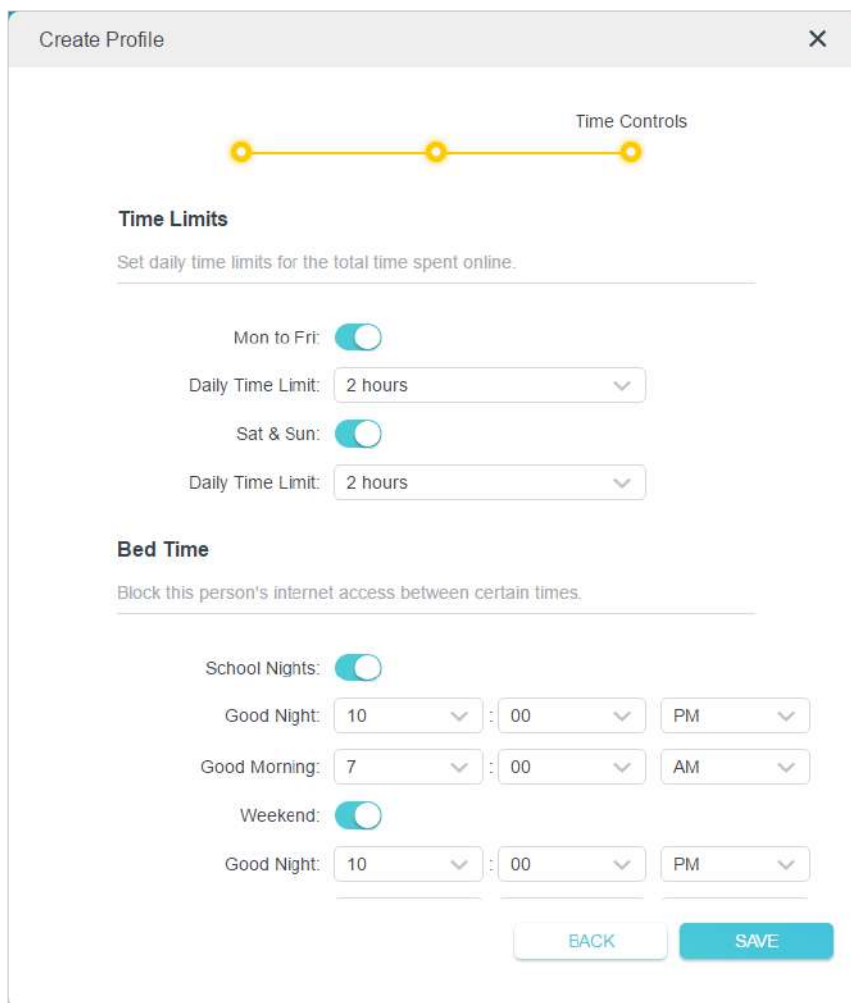 Create Profile
Time Controls
Time Limits
Set daily time limits for the total time spent online.
Mon to Fri:
Daily Time Limit: 2 hours
Sat & Sun:
Daily Time Limit: 2 hours
Bed Time
Block this person's internet access between certain times.
School Nights:
Good Night: 10 : 00 PM
Good Morning: 7 : 00 AM
Weekend:
Good Night: 10 : 00 PM
BACK SAVE